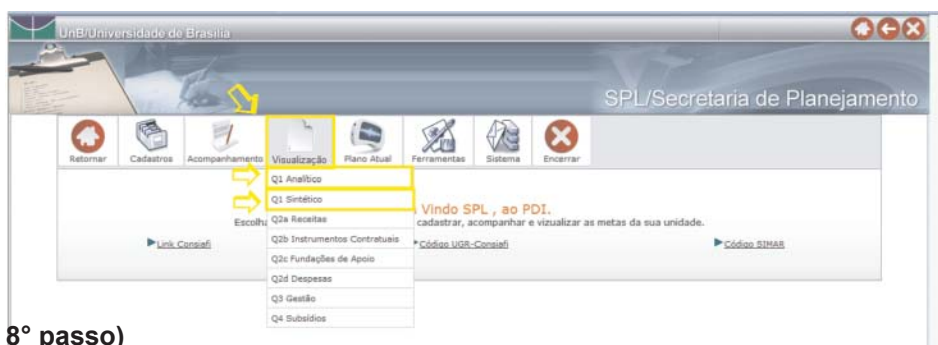 UnB/Universidade de Brasília
SPL/Secretaria de Planejamento
Retornar Cadastros Acompanhamento Visualização Plano Atual Ferramentas Sistema Encerrar
Q1 Analítico
Q1 Sintético
Vindo SPL , ao PDI.
Escolha
Q2a Receitas
cadastrar, acompanhar e vizualizar as metas da sua unidade.
Q2b Instrumentos Contratuais
Link Consiafi
Código UGR-Consiafi
Código SIMAR
Q2c Fundações de Apoio
Q2d Despesas
Q3 Gestão
Q4 Subsídios
8° passo)